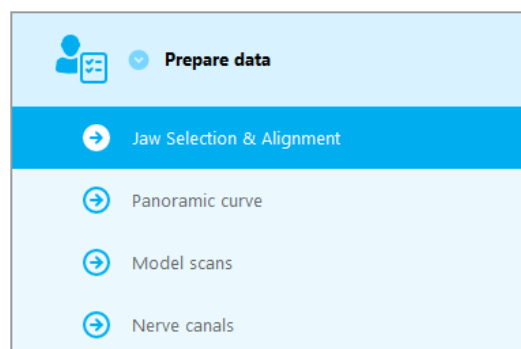 Prepare data
Jaw Selection & Alignment
Panoramic curve
Model scans
Nerve canals